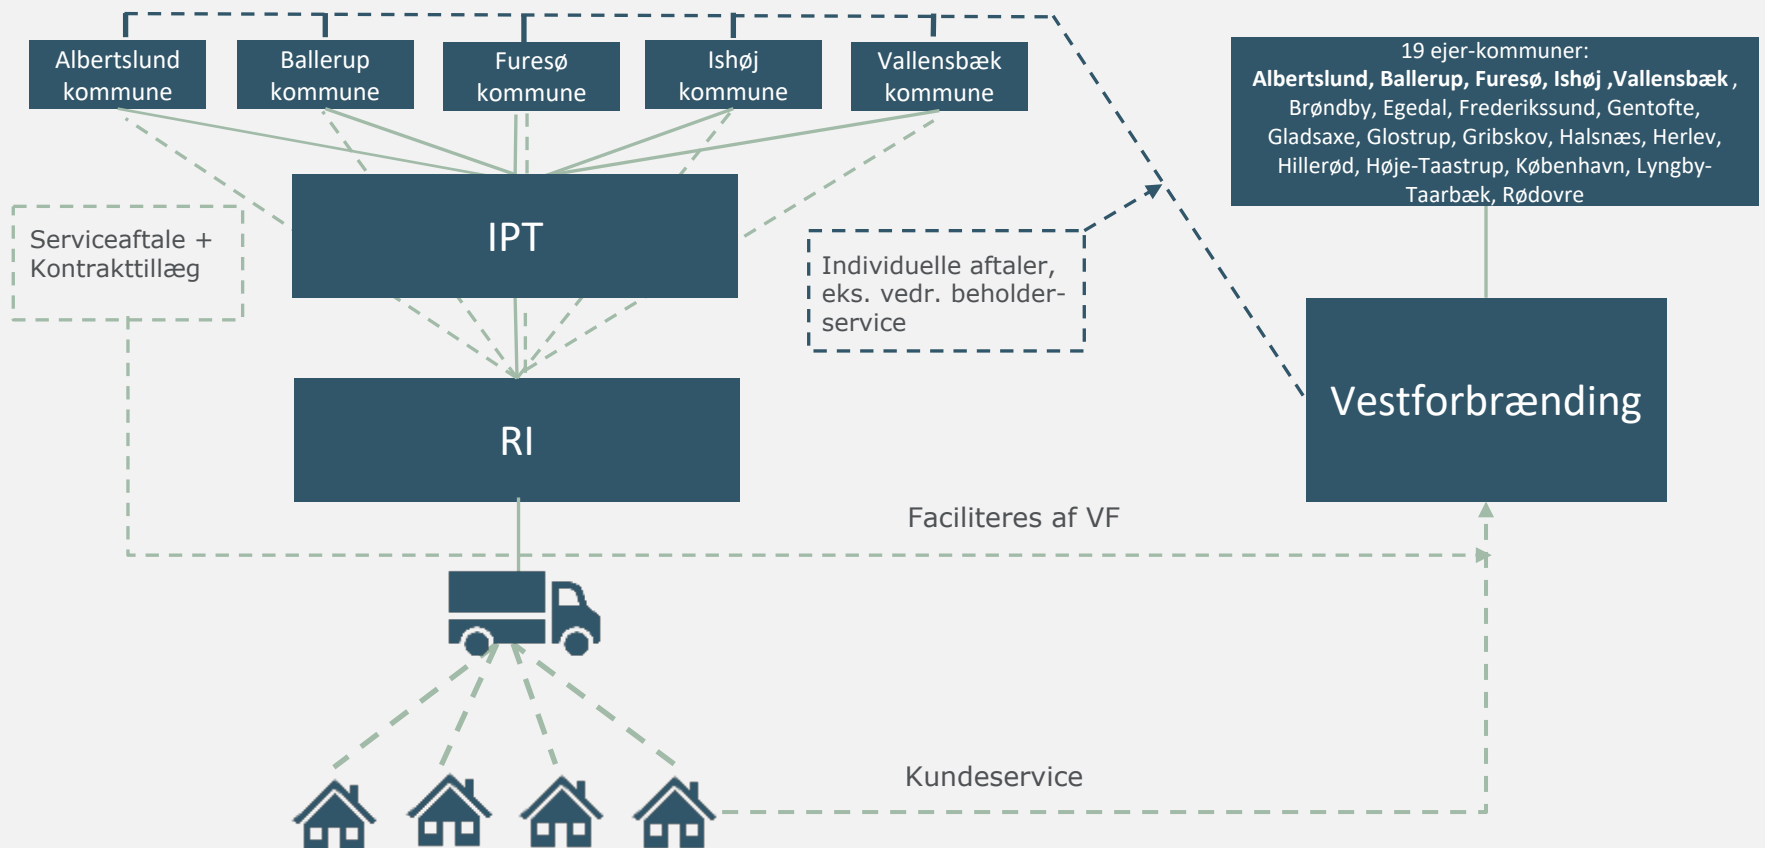 Albertslund
kommune
Ballerup
kommune
Furesø
kommune
Ishøj
kommune
Vallensbæk
kommune
19 ejer-kommuner:
Albertslund, Ballerup, Furesø, Ishøj ,Vallensbæk ,
Brøndby, Egedal, Frederikssund, Gentofte,
Gladsaxe, Glostrup, Gribskov, Halsnæs, Herlev,
Hillerød, Høje-Taastrup, København, Lyngby-
Taarbæk, Rødovre
Serviceaftale +
Kontrakttillæg
IPT
Individuelle aftaler,
eks. vedr. beholder-
service
RI
Vestforbrænding
Faciliteres af VF
Kundeservice